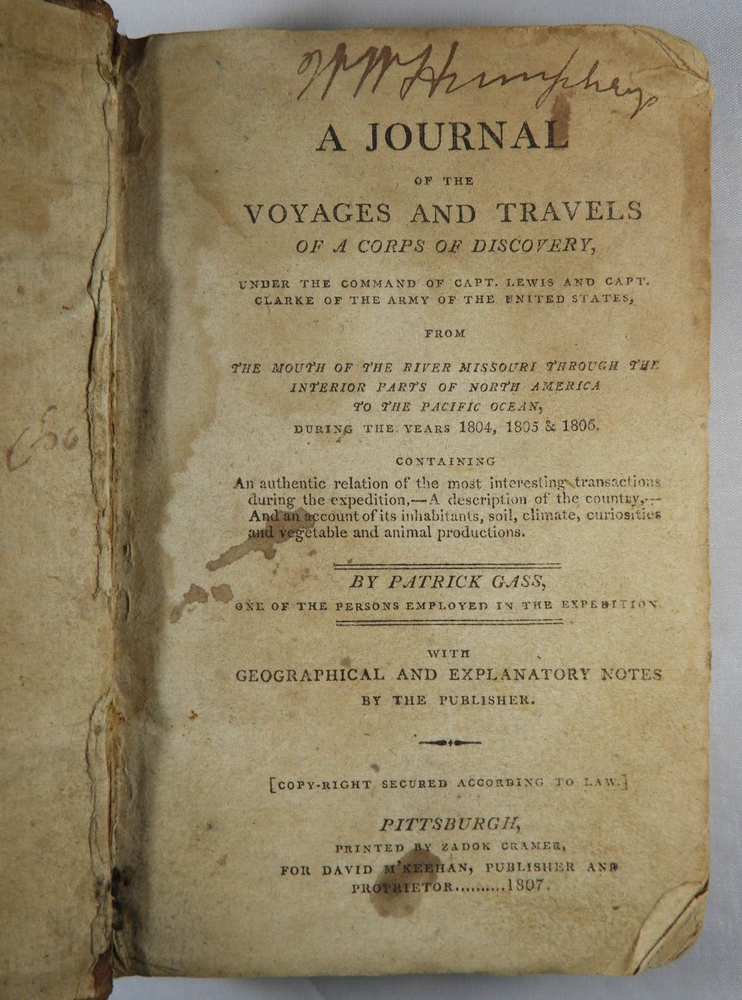 W W Humphreys
A JOURNAL
OF THE
VOYAGES AND TRAVELS
OF A CORPS OF DISCOVERY,
UNDER THE COMMAND OF CAPT. LEWIS AND CAPT.
CLARKE OF THE ARMY OF THE UNITED STATES,
FROM
THE MOUTH OF THE RIVER MISSOURI THROUGH THE
INTERIOR PARTS OF NORTH AMERICA
TO THE PACIFIC OCEAN,
DURING THE YEARS 1804, 1805 & 1806.
CONTAINING
An authentic relation of the most interesting transactions
during the expedition,—A description of the country,—
And an account of its inhabitants, soil, climate, curiosities
and vegetable and animal productions.
BY PATRICK GASS,
ONE OF THE PERSONS EMPLOYED IN THE EXPEDITION
WITH
GEOGRAPHICAL AND EXPLANATORY NOTES
BY THE PUBLISHER.
[COPY-RIGHT SECURED ACCORDING TO LAW.]
PITTSBURGH,
PRINTED BY ZADOK CRAMER,
FOR DAVID M'KEEHAN, PUBLISHER AND
PROPRIETOR..........1807.